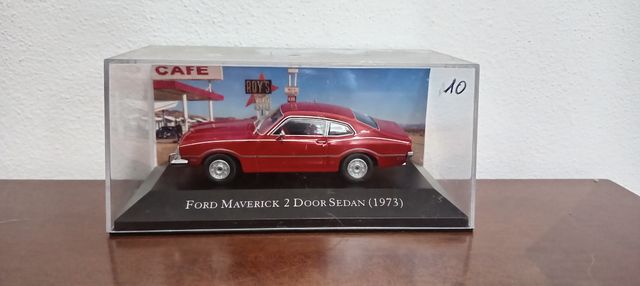 CAFE
ROY'S
10
FORD MAVERICK 2 DOOR SEDAN (1973)